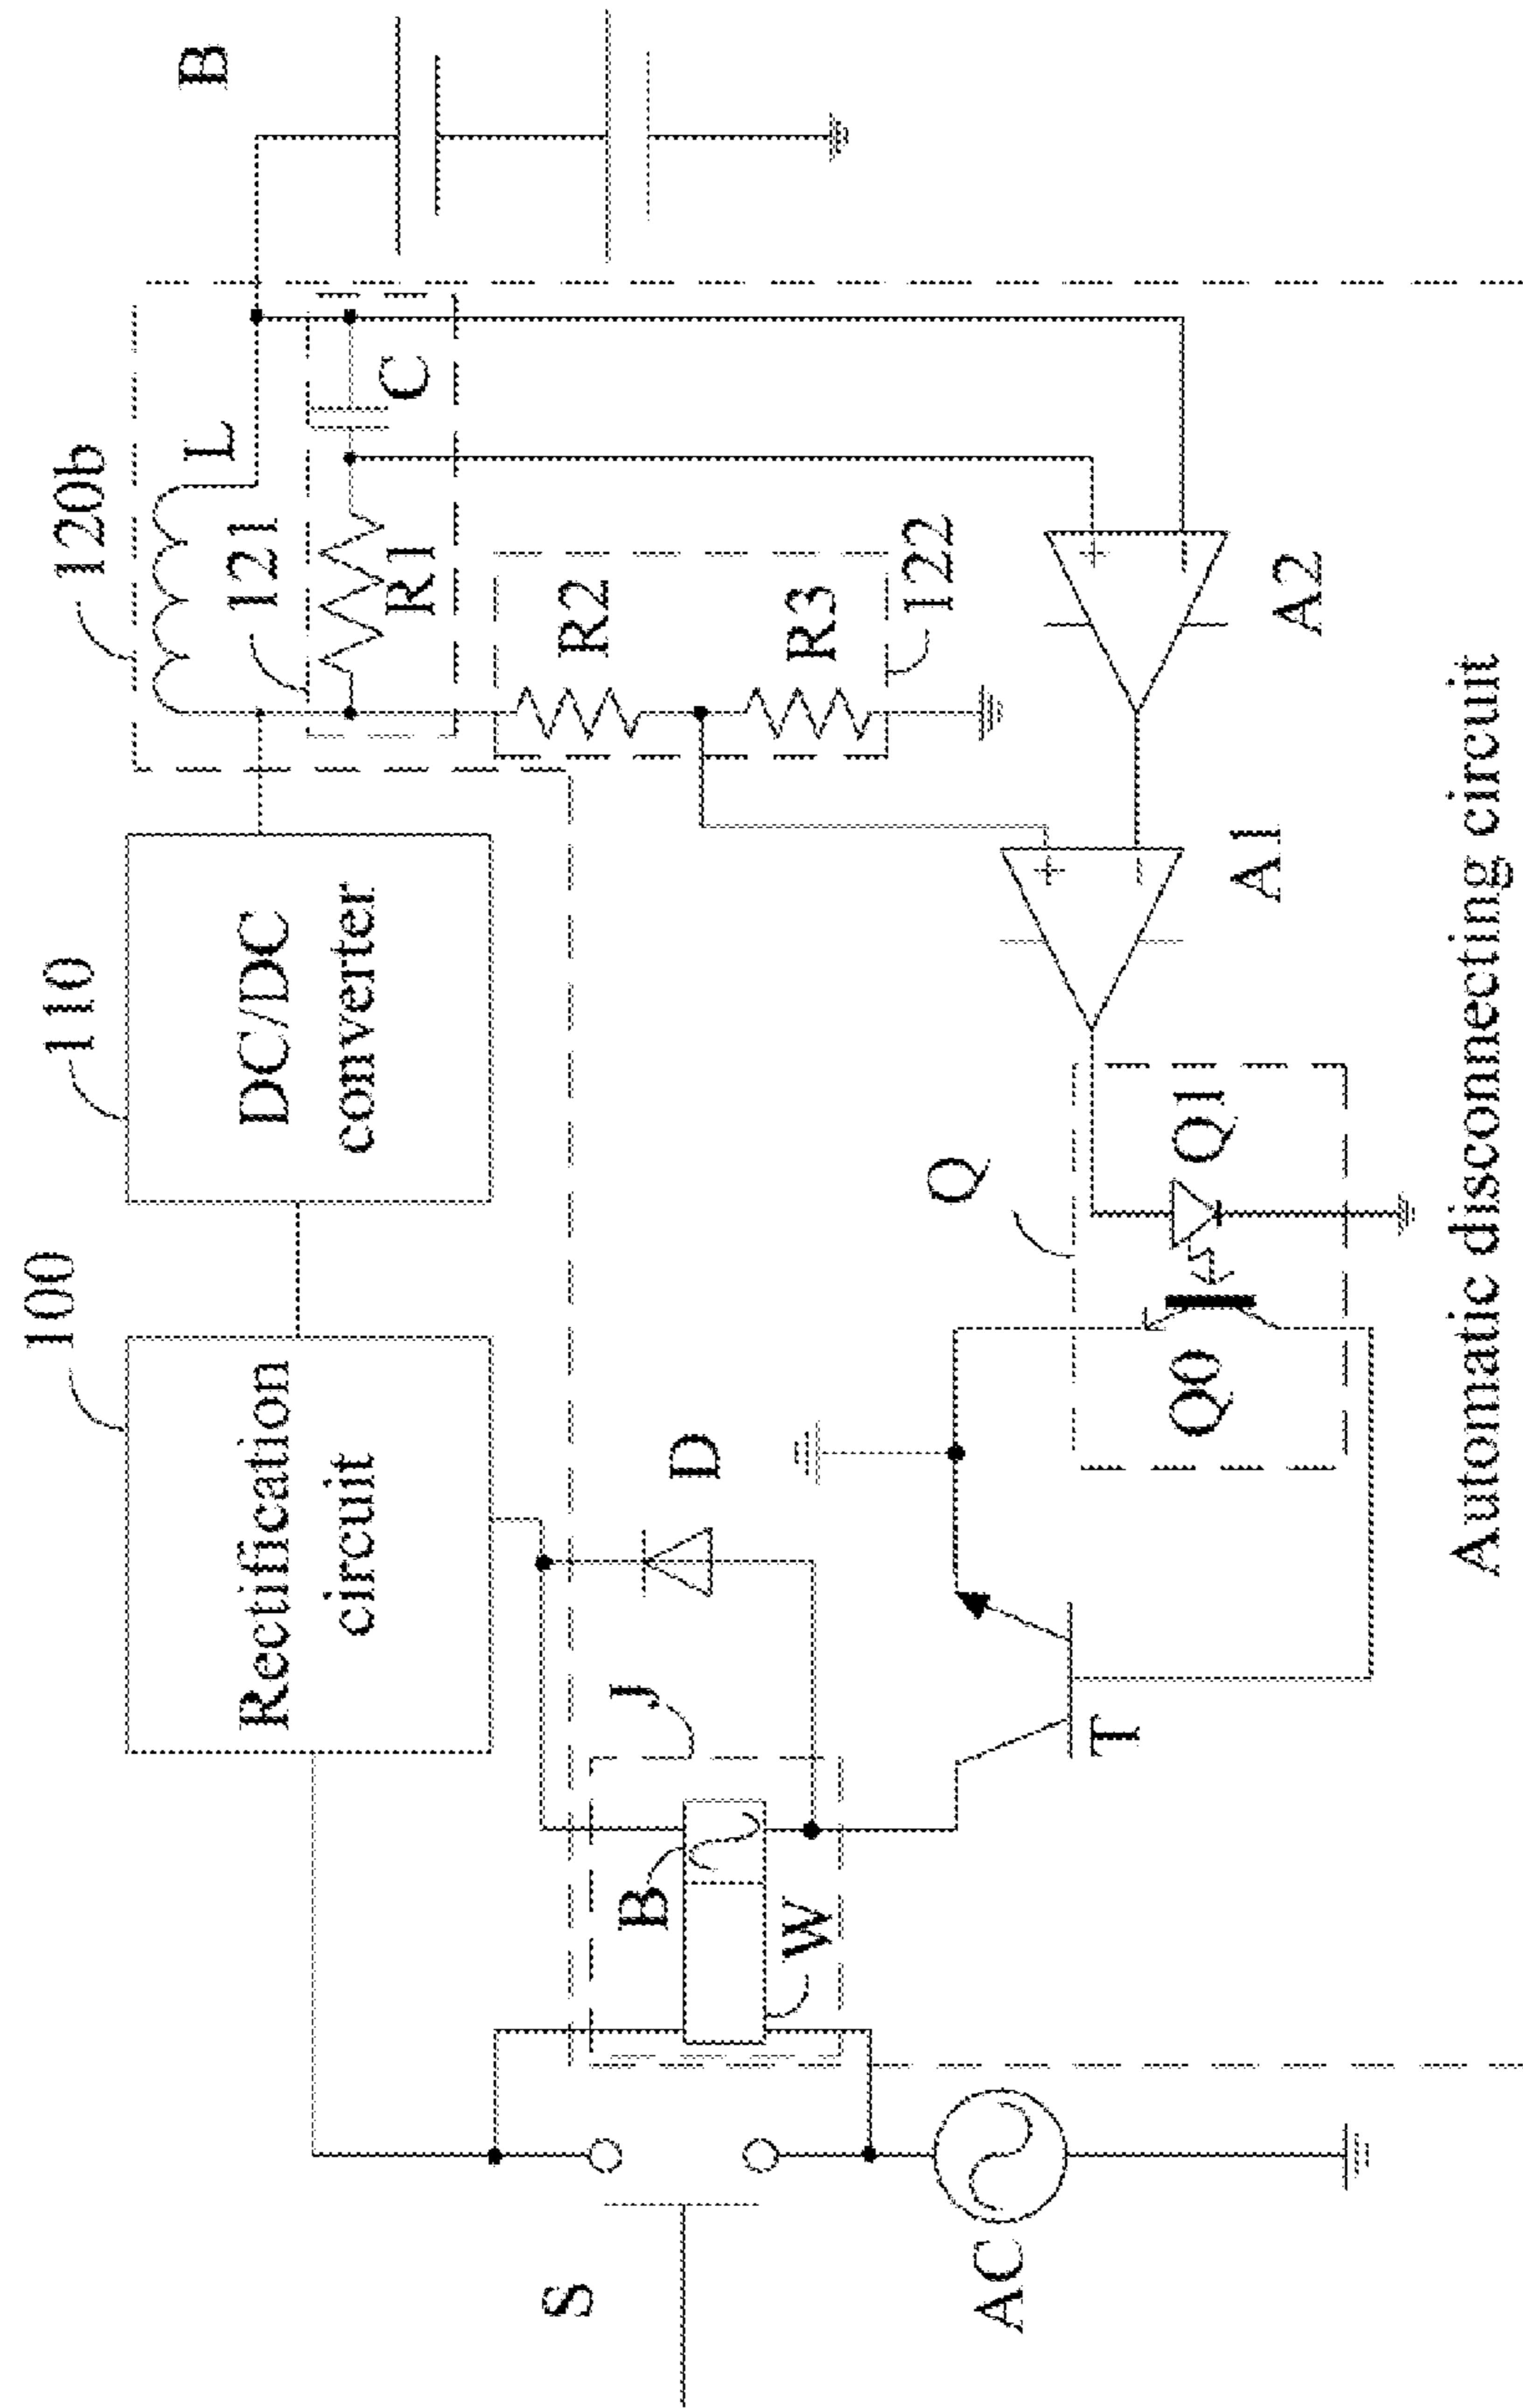 100
110
120b
Rectification
circuit
DC/DC
converter
L
B
121
R1
C
J
D
R2
R3
122
S
B
W
Q
A1
A2
T
Q0
Q1
AC
Automatic disconnecting circuit
+
−
+
−